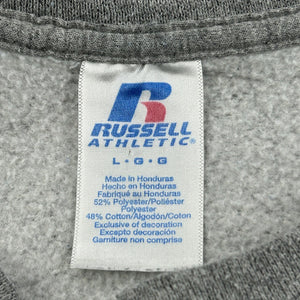 RUSSELL
ATHLETIC®
L • G • G
Made in Honduras
Hecho en Honduras
Fabriqué au Honduras
52% Polyester/Poliéster
Polyester
48% Cotton/Algodón/Coton
Exclusive of decoration
Excepto decoración
Garniture non comprise